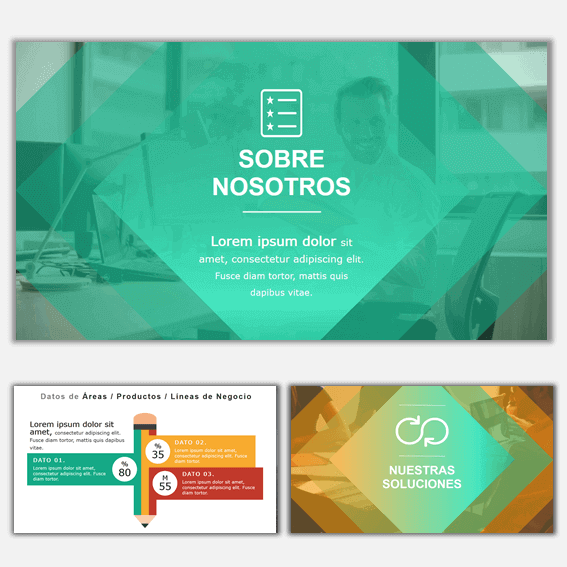 SOBRE
NOSOTROS
Lorem ipsum dolor sit
amet, consectetur adipiscing elit.
Fusce diam tortor, mattis quis
dapibus vitae.
Datos de Áreas / Productos / Líneas de Negocio
Lorem ipsum dolor sit
amet, consectetur adipiscing elit.
Fusce diam tortor, mattis quis dapibus
vitae.
DATO 01.
Lorem ipsum dolor sit amet,
consectetur adipiscing elit.
Fusce diam tortor,
%
80
%
35
DATO 02.
Lorem ipsum dolor sit amet,
consectetur adipiscing elit.
Fusce diam tortor,
M
55
DATO 03.
Lorem ipsum dolor sit amet,
consectetur adipiscing elit.
Fusce diam tortor,
NUESTRAS
SOLUCIONES